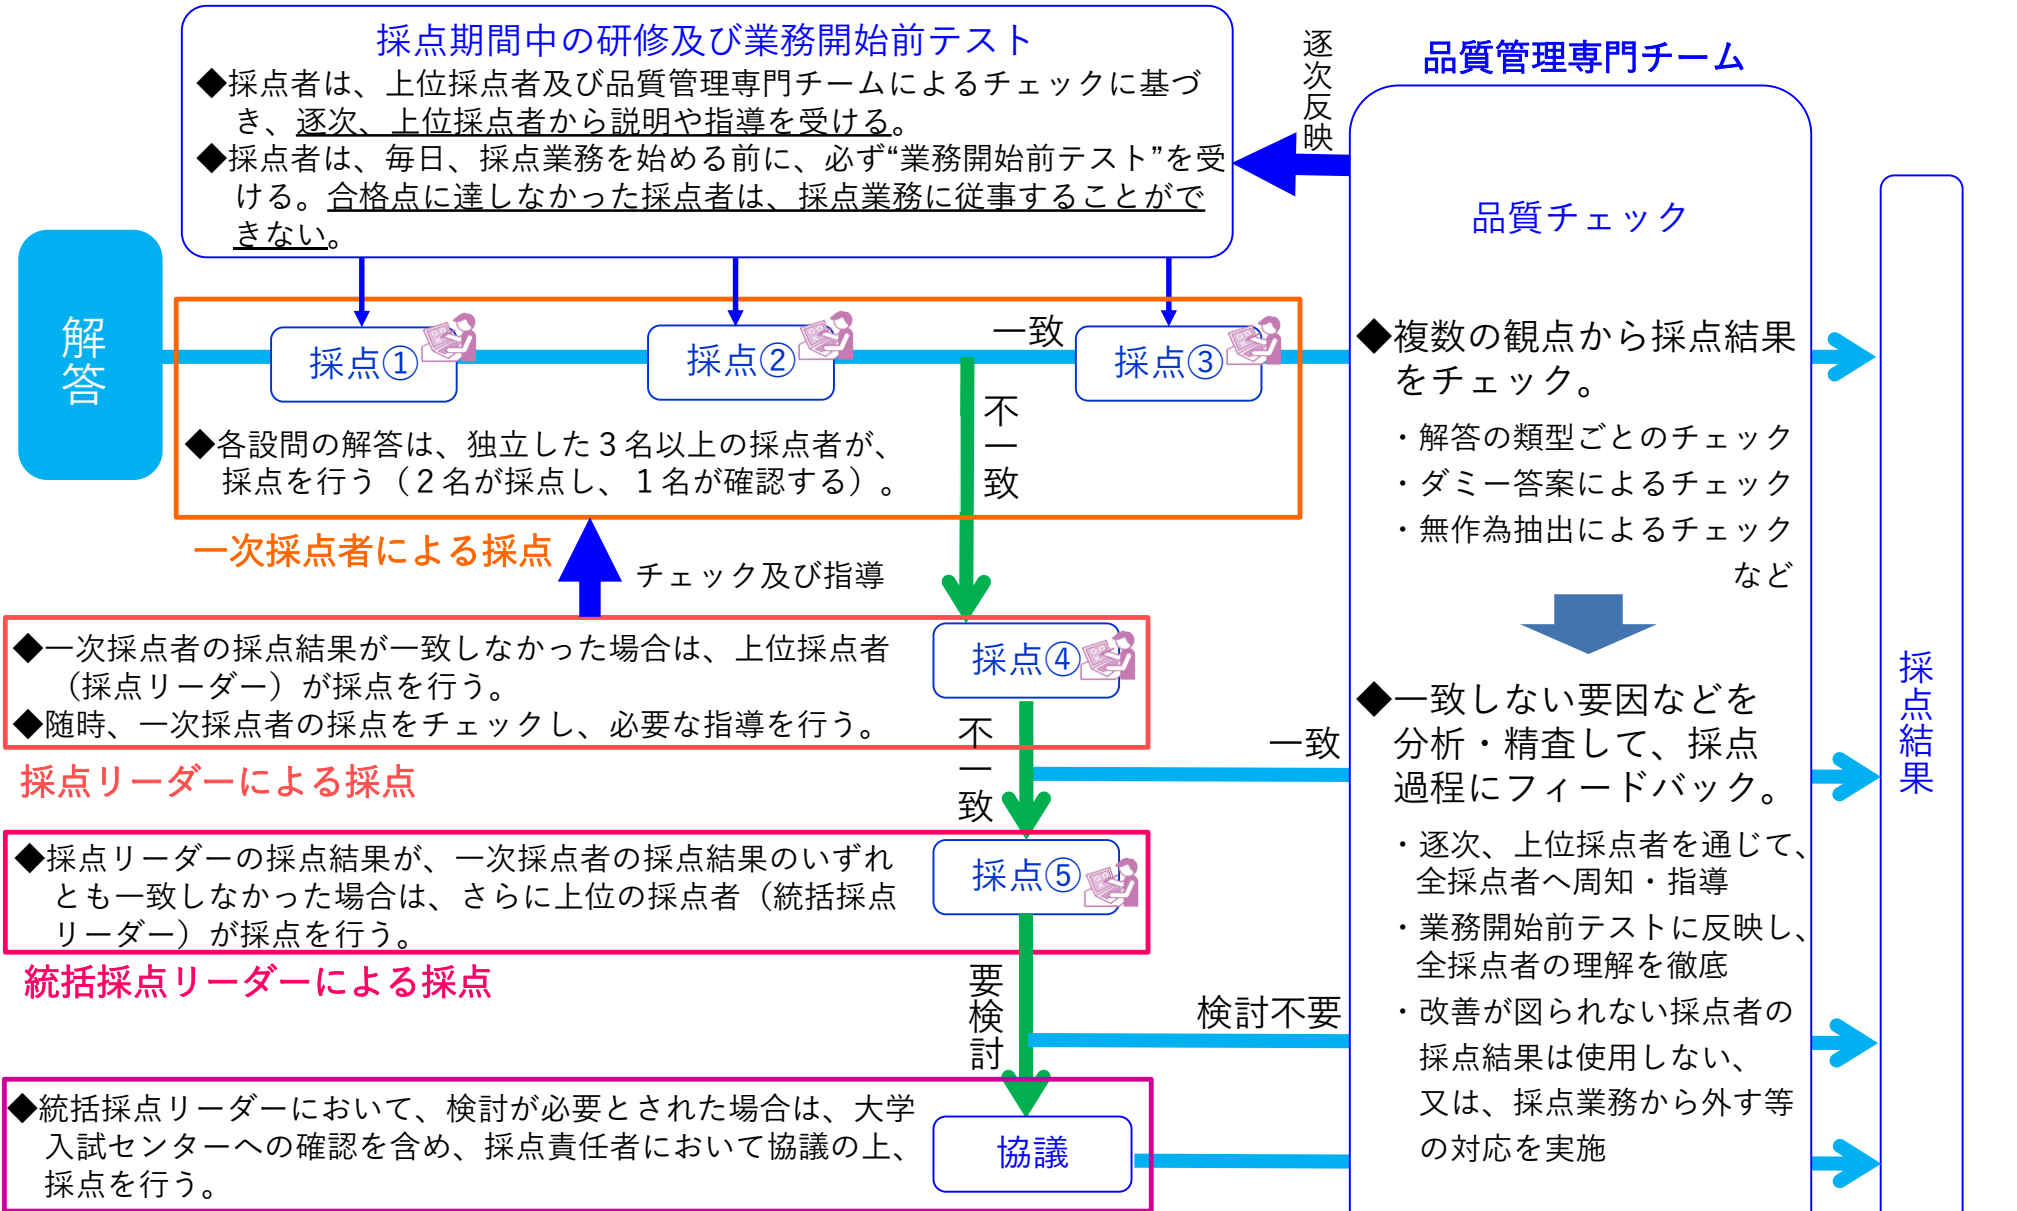 採点期間中の研修及び業務開始前テスト
◆採点者は、上位採点者及び品質管理専門チームによるチェックに基づ
き、逐次、上位採点者から説明や指導を受ける。
◆採点者は、毎日、採点業務を始める前に、必ず“業務開始前テスト”を受
ける。合格点に達しなかった採点者は、採点業務に従事することがで
きない。
逐次反映
品質管理専門チーム
解答
採点①
採点②
一致
採点③
不一致
◆各設問の解答は、独立した３名以上の採点者が、
採点を行う（２名が採点し、１名が確認する）。
一次採点者による採点
チェック及び指導
◆一次採点者の採点結果が一致しなかった場合は、上位採点者
（採点リーダー）が採点を行う。
◆随時、一次採点者の採点をチェックし、必要な指導を行う。
採点④
不一致
一致
採点リーダーによる採点
◆採点リーダーの採点結果が、一次採点者の採点結果のいずれ
とも一致しなかった場合は、さらに上位の採点者（統括採点
リーダー）が採点を行う。
採点⑤
統括採点リーダーによる採点
要検討
検討不要
◆統括採点リーダーにおいて、検討が必要とされた場合は、大学
入試センターへの確認を含め、採点責任者において協議の上、
採点を行う。
協議
品質チェック
◆複数の観点から採点結果
をチェック。
・解答の類型ごとのチェック
・ダミー答案によるチェック
・無作為抽出によるチェック
など
◆一致しない要因などを
分析・精査して、採点
過程にフィードバック。
・逐次、上位採点者を通じて、
全採点者へ周知・指導
・業務開始前テストに反映し、
全採点者の理解を徹底
・改善が図られない採点者の
採点結果は使用しない、
又は、採点業務から外す等
の対応を実施
採点結果